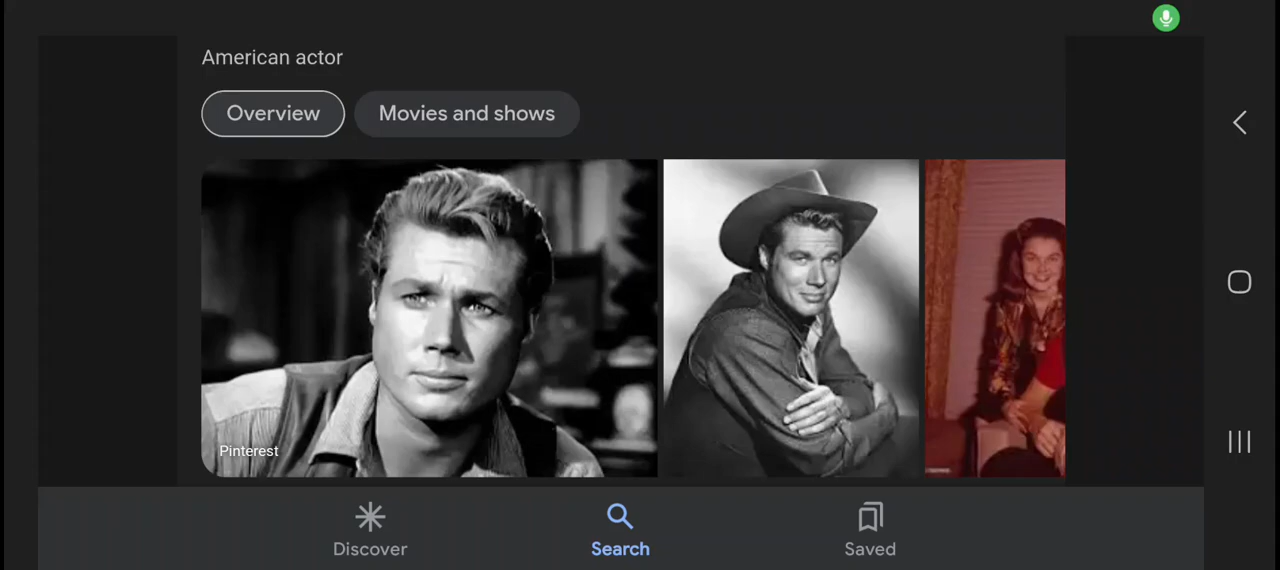 American actor
Overview
Movies and shows
Pinterest
Discover
Search
Saved